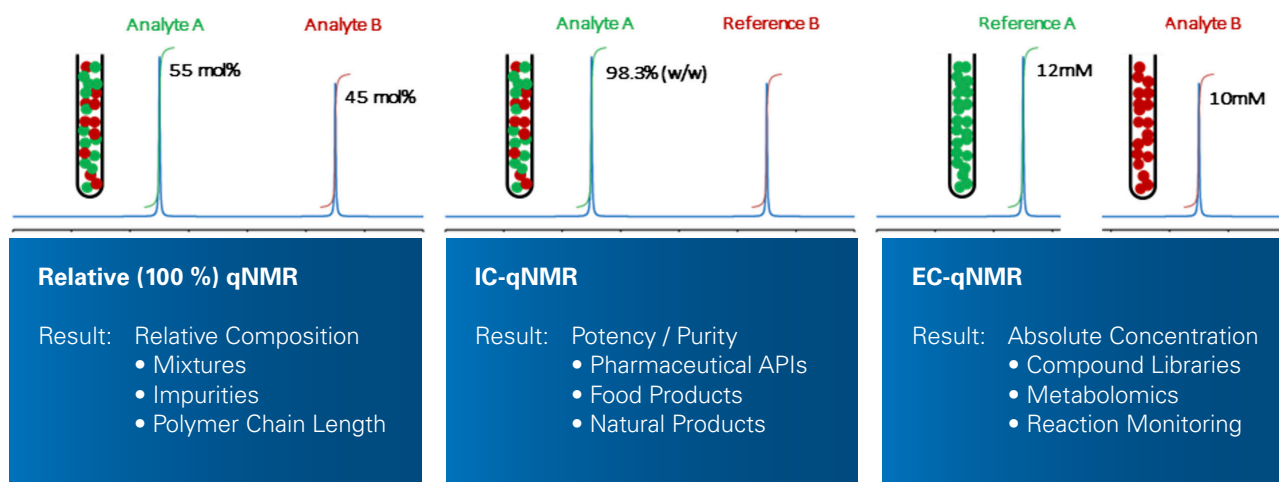 Analyte A
Analyte B
55 mol%
45 mol%
Relative (100 %) qNMR
Result: Relative Composition
• Mixtures
• Impurities
• Polymer Chain Length
Analyte A
Reference B
98.3% (w/w)
IC-qNMR
Result: Potency / Purity
• Pharmaceutical APIs
• Food Products
• Natural Products
Reference A
Analyte B
12mM
10mM
EC-qNMR
Result: Absolute Concentration
• Compound Libraries
• Metabolomics
• Reaction Monitoring